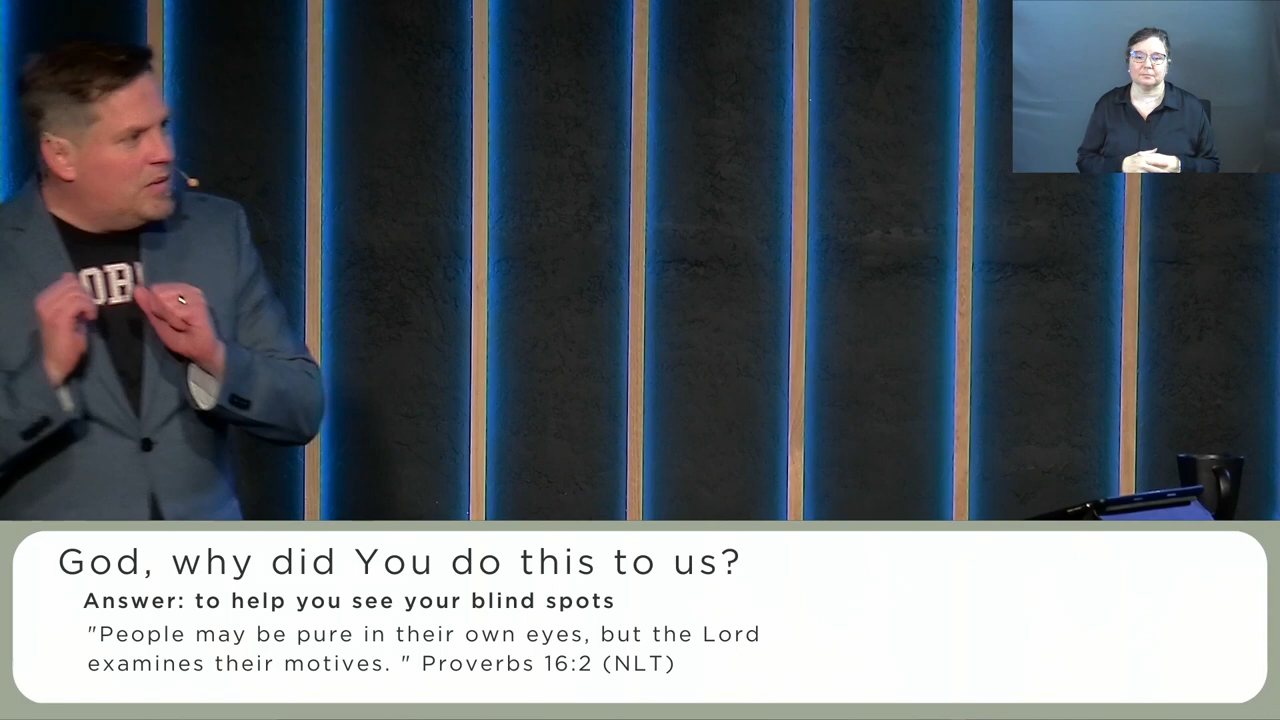 God, why did You do this to us?
Answer: to help you see your blind spots
"People may be pure in their own eyes, but the Lord
examines their motives. " Proverbs 16:2 (NLT)